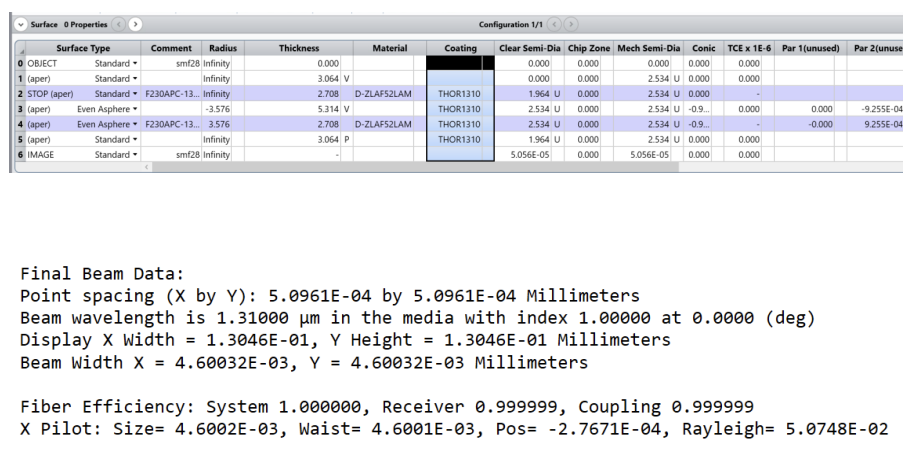 Surface 0 Properties Configuration 1/1
Surface Type Comment Radius Thickness Material Coating Clear Semi-Dia Chip Zone Mech Semi-Dia Conic TCE x 1E-6 Par 1(unused) Par 2(unuse
0 OBJECT Standard smf28 Infinity 0.000 0.000 0.000 0.000 0.000 0.000
1 (aper) Standard Infinity 3.064 V 0.000 0.000 2.534 U 0.000 0.000
2 STOP (aper) Standard F230APC-13... Infinity 2.708 D-ZLAF52LAM THOR1310 1.964 U 0.000 2.534 U 0.000 -
3 (aper) Even Asphere -3.576 5.314 V THOR1310 2.534 U 0.000 2.534 U -0.9... 0.000 0.000 -9.255E-04
4 (aper) Even Asphere F230APC-13... 3.576 2.708 D-ZLAF52LAM THOR1310 2.534 U 0.000 2.534 U -0.9... - -0.000 9.255E-04
5 (aper) Standard Infinity 3.064 P THOR1310 1.964 U 0.000 2.534 U 0.000 0.000
6 IMAGE Standard smf28 Infinity - 5.056E-05 0.000 5.056E-05 0.000 0.000
Final Beam Data:
Point spacing (X by Y): 5.0961E-04 by 5.0961E-04 Millimeters
Beam wavelength is 1.31000 μm in the media with index 1.00000 at 0.0000 (deg)
Display X Width = 1.3046E-01, Y Height = 1.3046E-01 Millimeters
Beam Width X = 4.60032E-03, Y = 4.60032E-03 Millimeters
Fiber Efficiency: System 1.000000, Receiver 0.999999, Coupling 0.999999
X Pilot: Size= 4.6002E-03, Waist= 4.6001E-03, Pos= -2.7671E-04, Rayleigh= 5.0748E-02